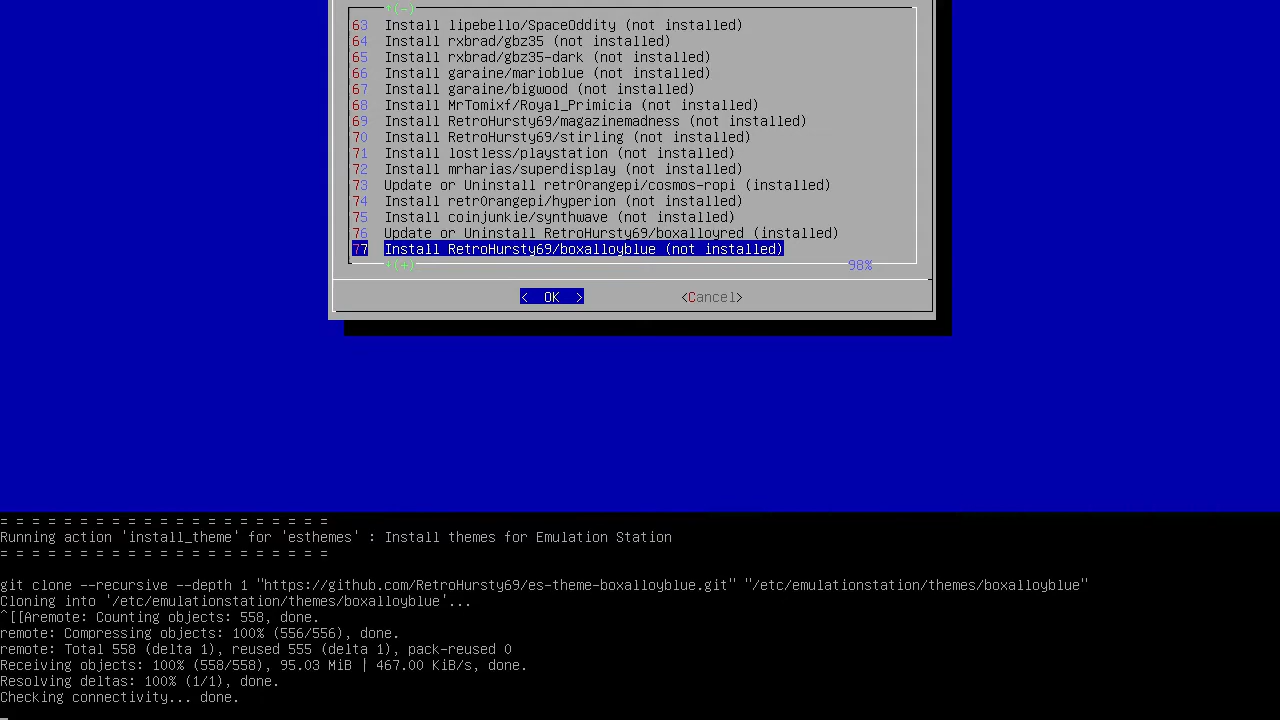 ↑(-)
63 Install lipebello/SpaceOddity (not installed)
64 Install rxbrad/gbz35 (not installed)
65 Install rxbrad/gbz35-dark (not installed)
66 Install garaine/marioblue (not installed)
67 Install garaine/bigwood (not installed)
68 Install MrTomixf/Royal_Primicia (not installed)
69 Install RetroHursty69/magazinemadness (not installed)
70 Install RetroHursty69/stirling (not installed)
71 Install lostless/playstation (not installed)
72 Install mrharias/superdisplay (not installed)
73 Update or Uninstall retrOrangepi/cosmos-ropi (installed)
74 Install retrOrangepi/hyperion (not installed)
75 Install coinjunkie/synthwave (not installed)
76 Update or Uninstall RetroHursty69/boxalloyred (installed)
77 Install RetroHursty69/boxalloyblue (not installed)
↓(+) 98%
< OK > <Cancel>
= = = = = = = = = = = = = = = = = = = = =
Running action 'install_theme' for 'esthemes' : Install themes for Emulation Station
= = = = = = = = = = = = = = = = = = = = =
git clone --recursive --depth 1 "https://github.com/RetroHursty69/es-theme-boxalloyblue.git" "/etc/emulationstation/themes/boxalloyblue"
Cloning into '/etc/emulationstation/themes/boxalloyblue'...
^[[Aremote: Counting objects: 558, done.
remote: Compressing objects: 100% (556/556), done.
remote: Total 558 (delta 1), reused 555 (delta 1), pack-reused 0
Receiving objects: 100% (558/558), 95.03 MiB | 467.00 KiB/s, done.
Resolving deltas: 100% (1/1), done.
Checking connectivity... done.